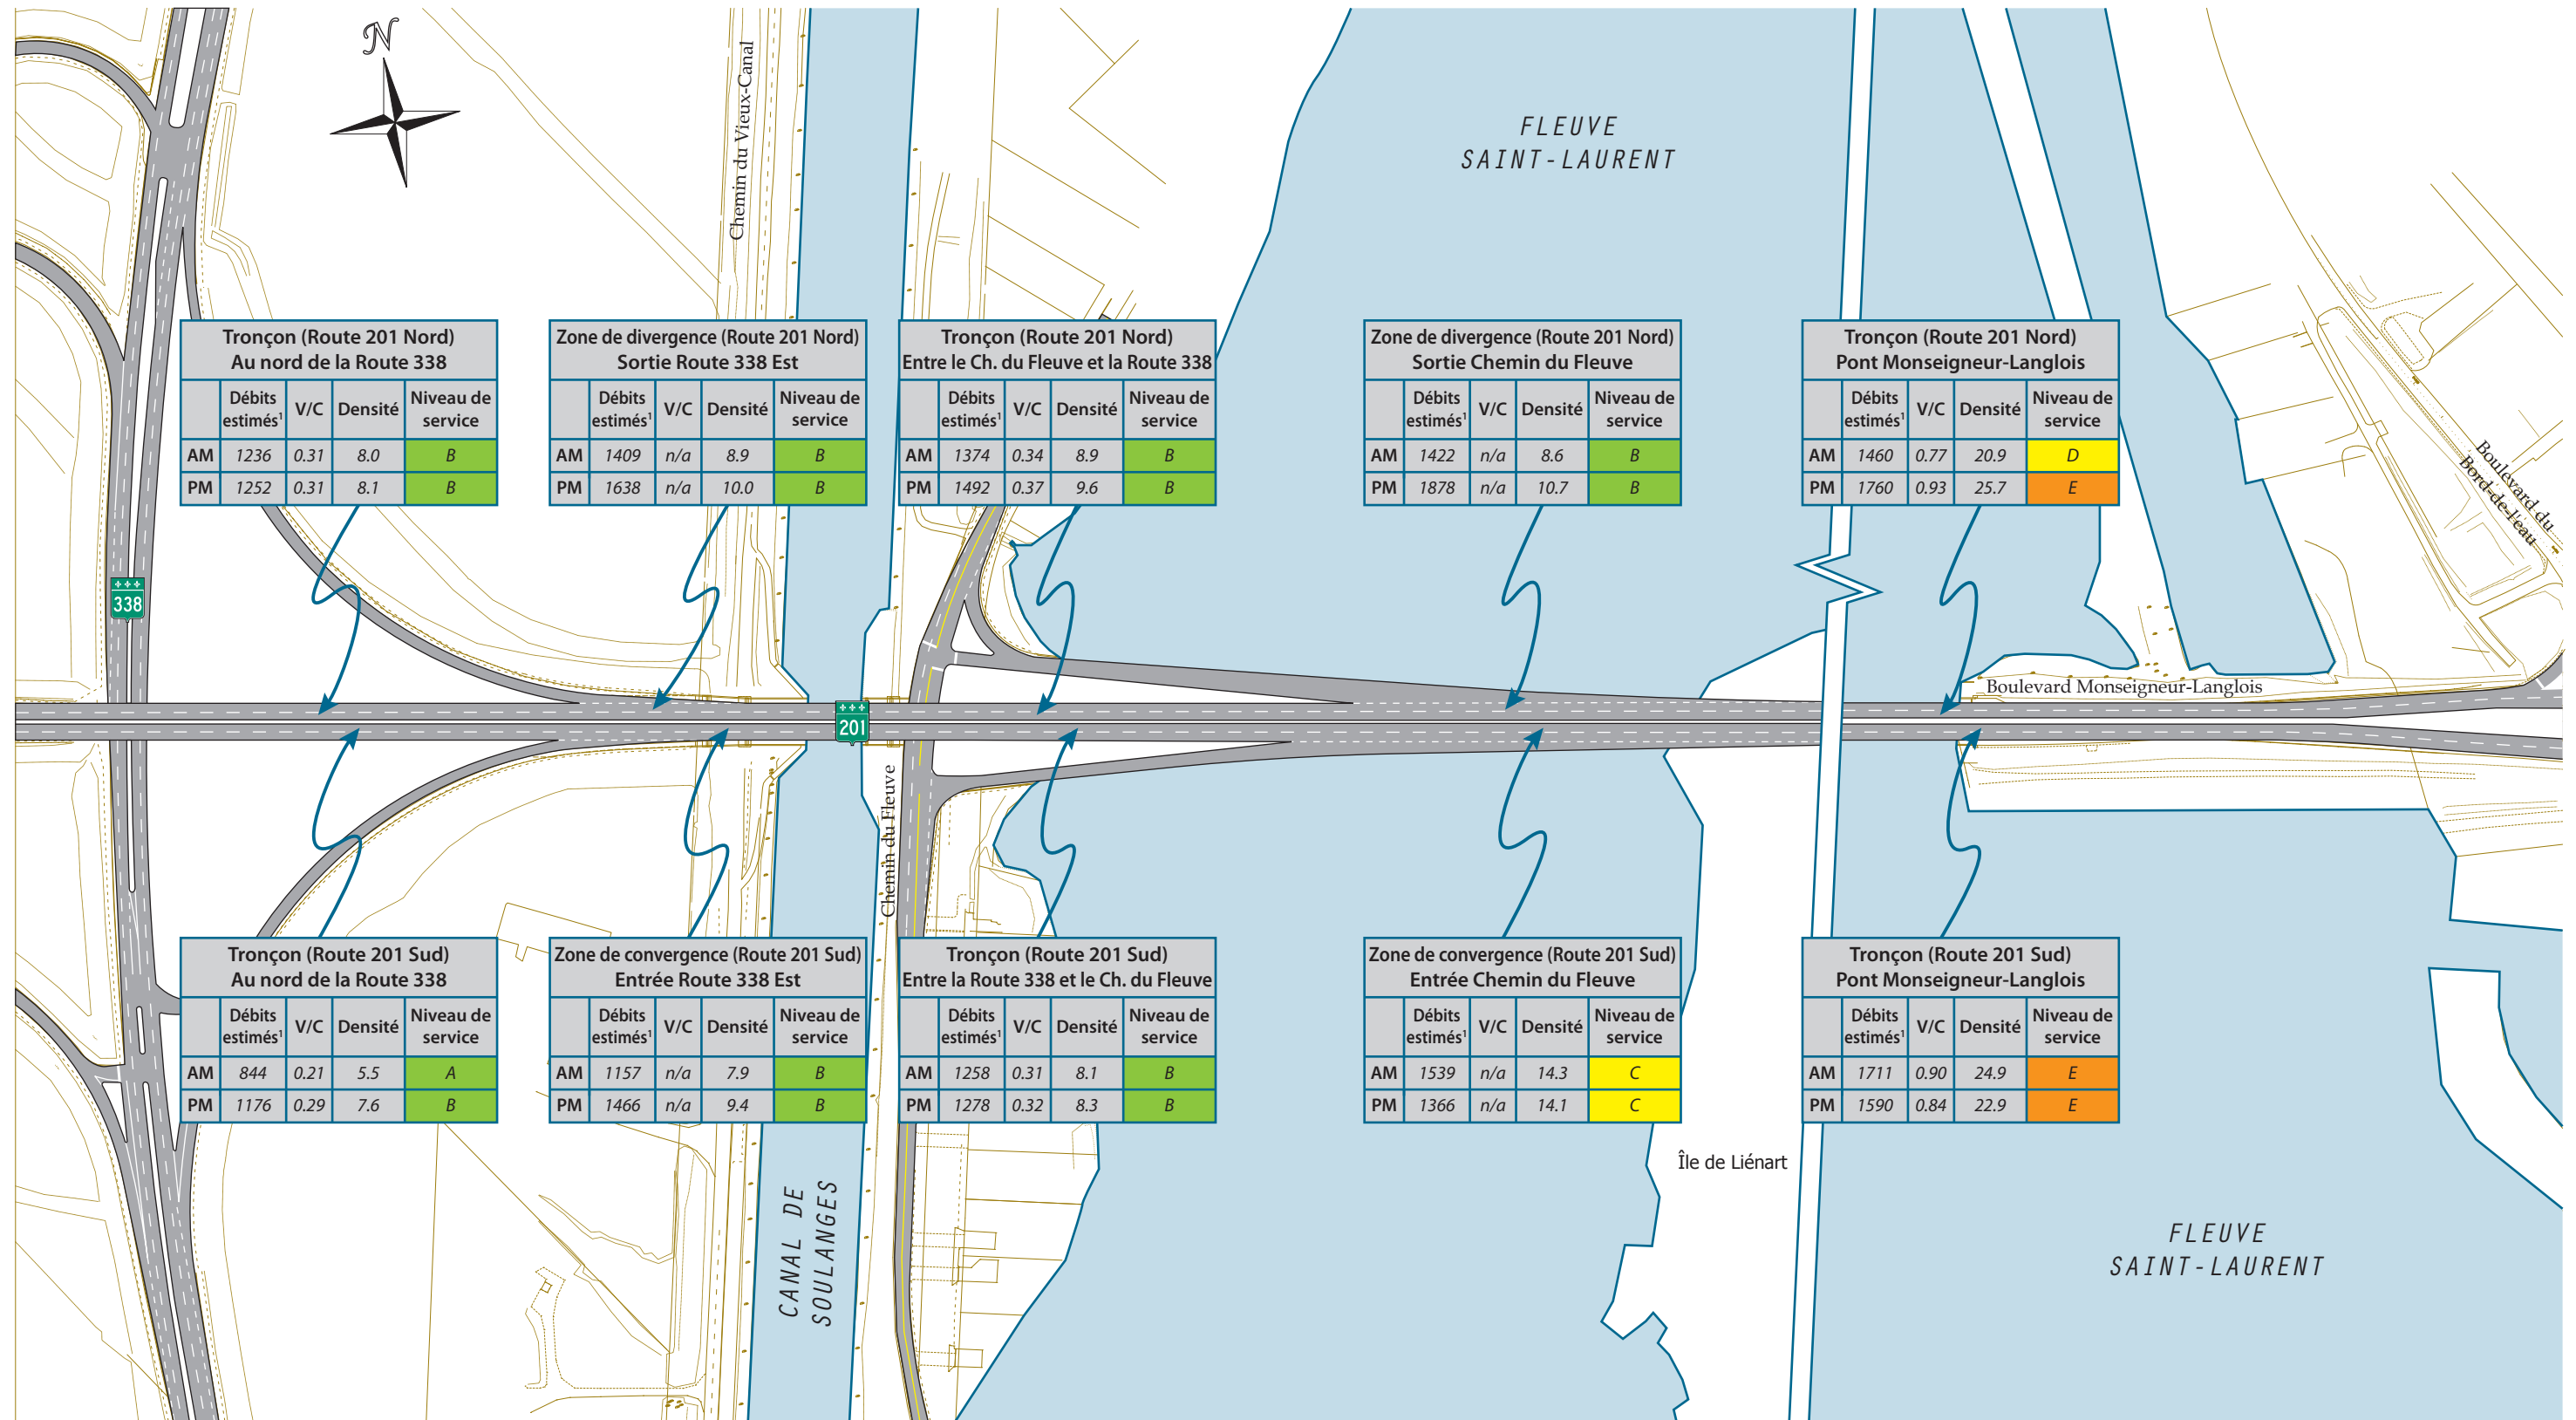 N
Chemin du Vieux-Canal
FLEUVE
SAINT-LAURENT
Boulevard du
Bord-de-l'eau
Tronçon (Route 201 Nord)
Au nord de la Route 338
Débits estimés¹ V/C Densité Niveau de service
AM 1236 0.31 8.0 B
PM 1252 0.31 8.1 B
Zone de divergence (Route 201 Nord)
Sortie Route 338 Est
Débits estimés¹ V/C Densité Niveau de service
AM 1409 n/a 8.9 B
PM 1638 n/a 10.0 B
Tronçon (Route 201 Nord)
Entre le Ch. du Fleuve et la Route 338
Débits estimés¹ V/C Densité Niveau de service
AM 1374 0.34 8.9 B
PM 1492 0.37 9.6 B
Zone de divergence (Route 201 Nord)
Sortie Chemin du Fleuve
Débits estimés¹ V/C Densité Niveau de service
AM 1422 n/a 8.6 B
PM 1878 n/a 10.7 B
Tronçon (Route 201 Nord)
Pont Monseigneur-Langlois
Débits estimés¹ V/C Densité Niveau de service
AM 1460 0.77 20.9 D
PM 1760 0.93 25.7 E
338
201
Boulevard Monseigneur-Langlois
Chemin du Fleuve
Tronçon (Route 201 Sud)
Au nord de la Route 338
Débits estimés¹ V/C Densité Niveau de service
AM 844 0.21 5.5 A
PM 1176 0.29 7.6 B
Zone de convergence (Route 201 Sud)
Entrée Route 338 Est
Débits estimés¹ V/C Densité Niveau de service
AM 1157 n/a 7.9 B
PM 1466 n/a 9.4 B
Tronçon (Route 201 Sud)
Entre la Route 338 et le Ch. du Fleuve
Débits estimés¹ V/C Densité Niveau de service
AM 1258 0.31 8.1 B
PM 1278 0.32 8.3 B
Zone de convergence (Route 201 Sud)
Entrée Chemin du Fleuve
Débits estimés¹ V/C Densité Niveau de service
AM 1539 n/a 14.3 C
PM 1366 n/a 14.1 C
Tronçon (Route 201 Sud)
Pont Monseigneur-Langlois
Débits estimés¹ V/C Densité Niveau de service
AM 1711 0.90 24.9 E
PM 1590 0.84 22.9 E
Île de Liénart
CANAL DE
SOULANGES
FLEUVE
SAINT-LAURENT